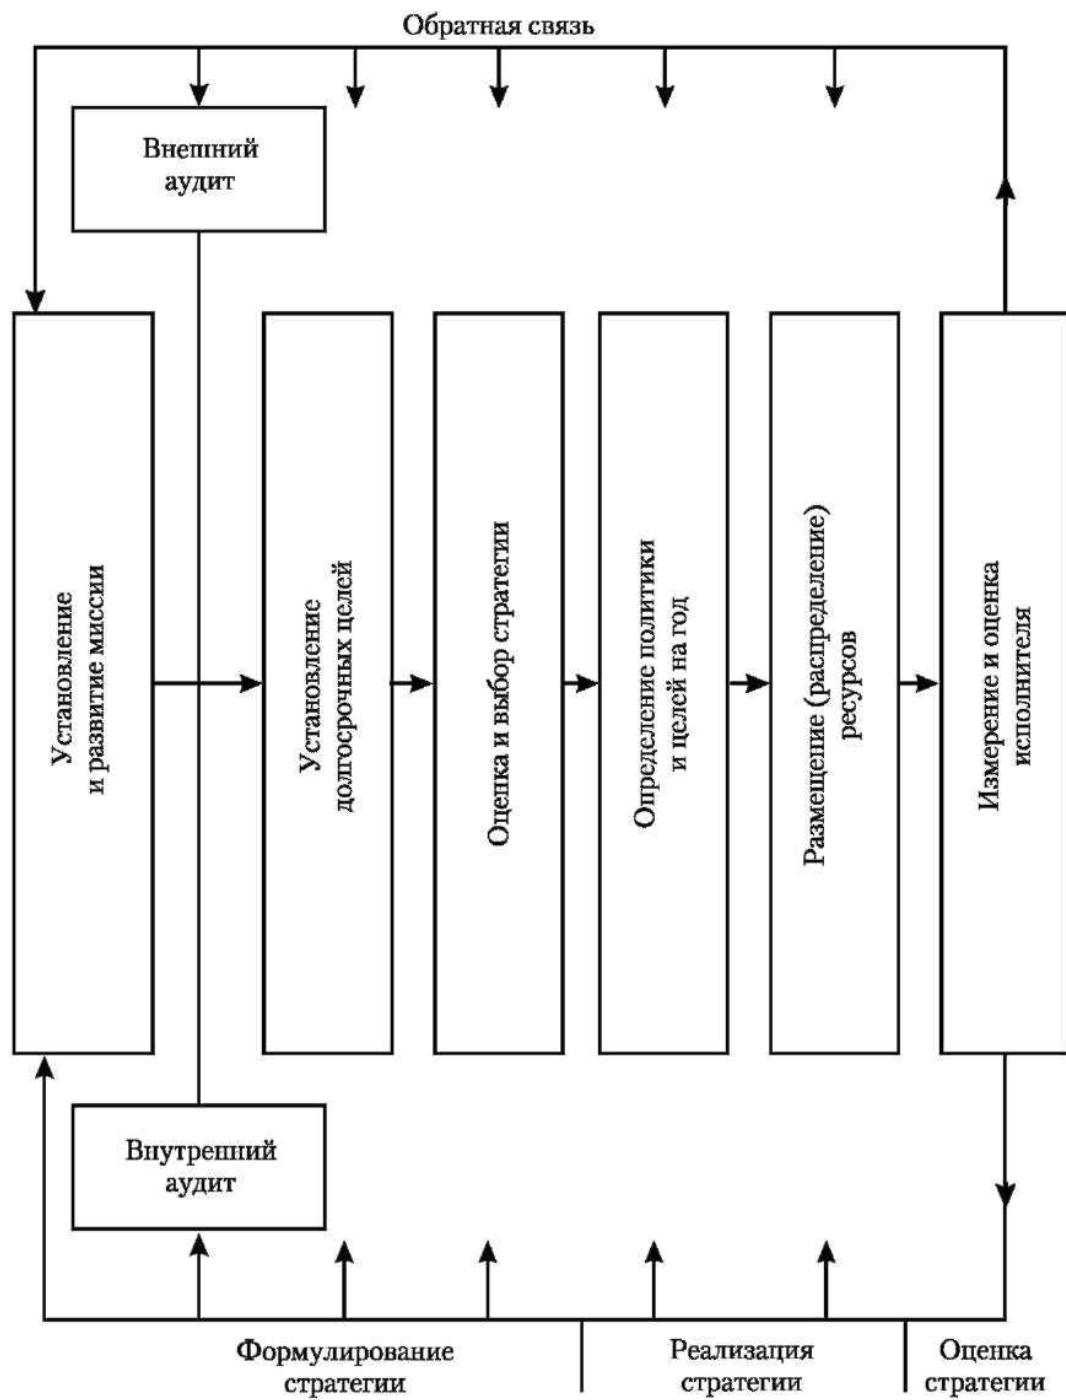 Обратная связь
Внешний
аудит
Установление
и развитие миссии
Установление
долгосрочных целей
Оценка и выбор стратегии
Определение политики
и целей на год
Размещение (распределение)
ресурсов
Измерение и оценка
исполнителя
Внутренний
аудит
Формулирование
стратегии
Реализация
стратегии
Оценка
стратегии